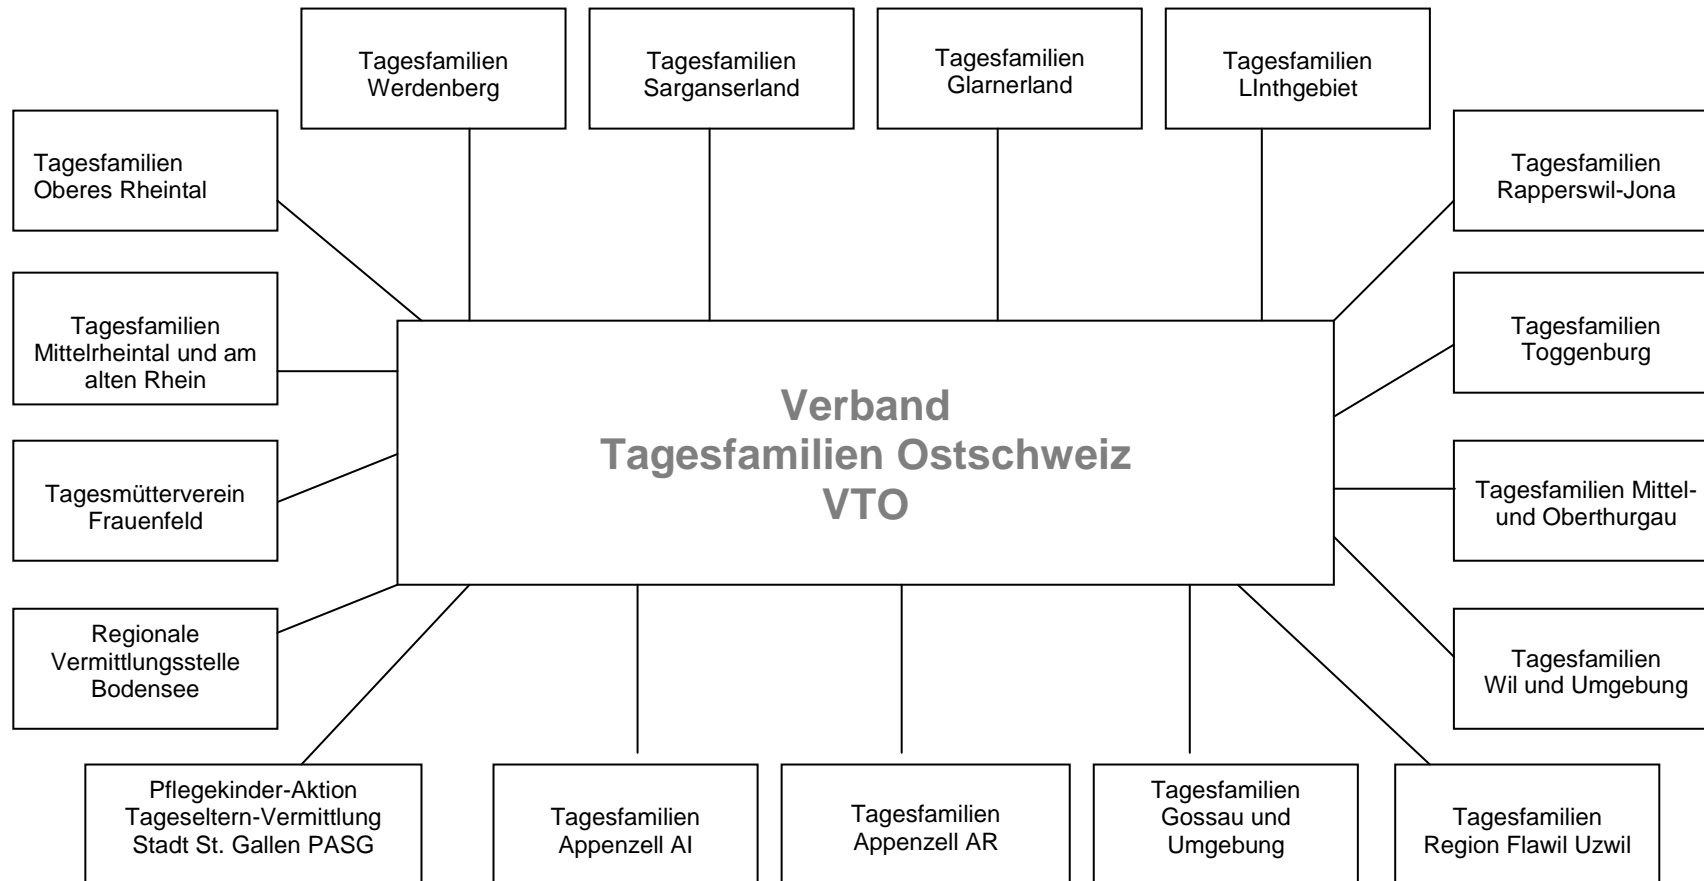 Tagesfamilien
Werdenberg
Tagesfamilien
Sarganserland
Tagesfamilien
Glarnerland
Tagesfamilien
LInthgebiet
Tagesfamilien
Oberes Rheintal
Tagesfamilien
Rapperswil-Jona
Tagesfamilien
Mittelrheintal und am
alten Rhein
Tagesfamilien
Toggenburg
Verband
Tagesfamilien Ostschweiz
VTO
Tagesmütterverein
Frauenfeld
Tagesfamilien Mittel-
und Oberthurgau
Regionale
Vermittlungsstelle
Bodensee
Tagesfamilien
Wil und Umgebung
Pflegekinder-Aktion
Tageseltern-Vermittlung
Stadt St. Gallen PASG
Tagesfamilien
Appenzell AI
Tagesfamilien
Appenzell AR
Tagesfamilien
Gossau und
Umgebung
Tagesfamilien
Region Flawil Uzwil